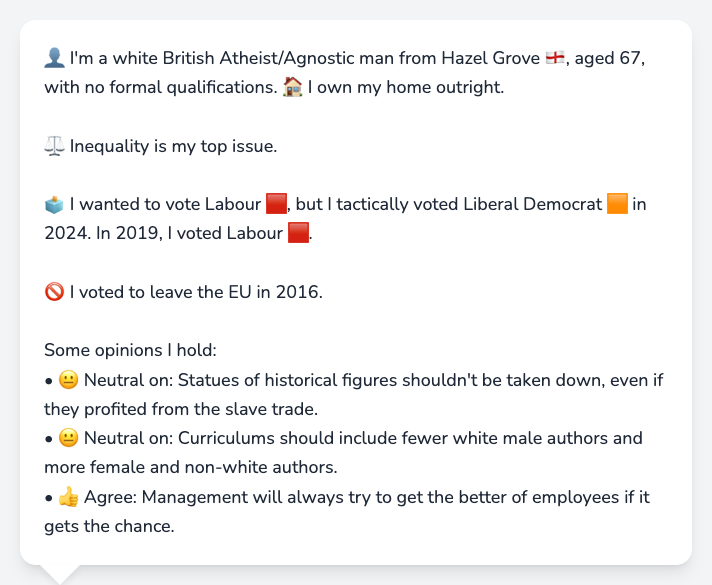 👤 I'm a white British Atheist/Agnostic man from Hazel Grove 🏴󠁧󠁢󠁥󠁮󠁧󠁿, aged 67,
with no formal qualifications. 🏠 I own my home outright.
⚖️ Inequality is my top issue.
🗳️ I wanted to vote Labour 🟥, but I tactically voted Liberal Democrat 🟧 in
2024. In 2019, I voted Labour 🟥.
🚫 I voted to leave the EU in 2016.
Some opinions I hold:
• 😐 Neutral on: Statues of historical figures shouldn't be taken down, even if
they profited from the slave trade.
• 😐 Neutral on: Curriculums should include fewer white male authors and
more female and non-white authors.
• 👍 Agree: Management will always try to get the better of employees if it
gets the chance.